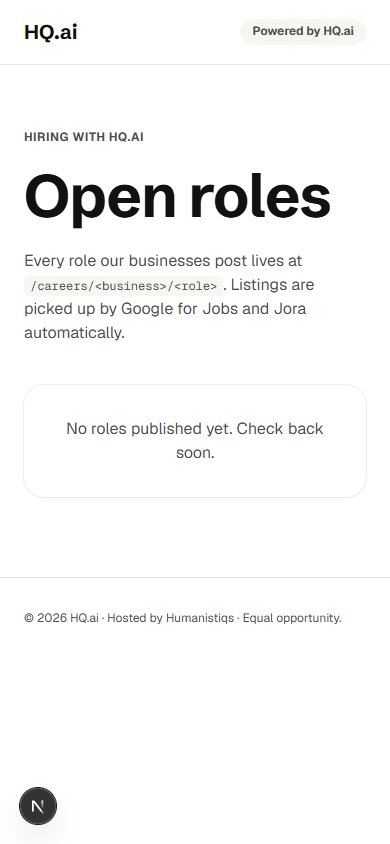 HQ.ai
Powered by HQ.ai
HIRING WITH HQ.AI
Open roles
Every role our businesses post lives at
/careers/<business>/<role> . Listings are
picked up by Google for Jobs and Jora
automatically.
No roles published yet. Check back
soon.
© 2026 HQ.ai · Hosted by Humanistiqs · Equal opportunity.
N